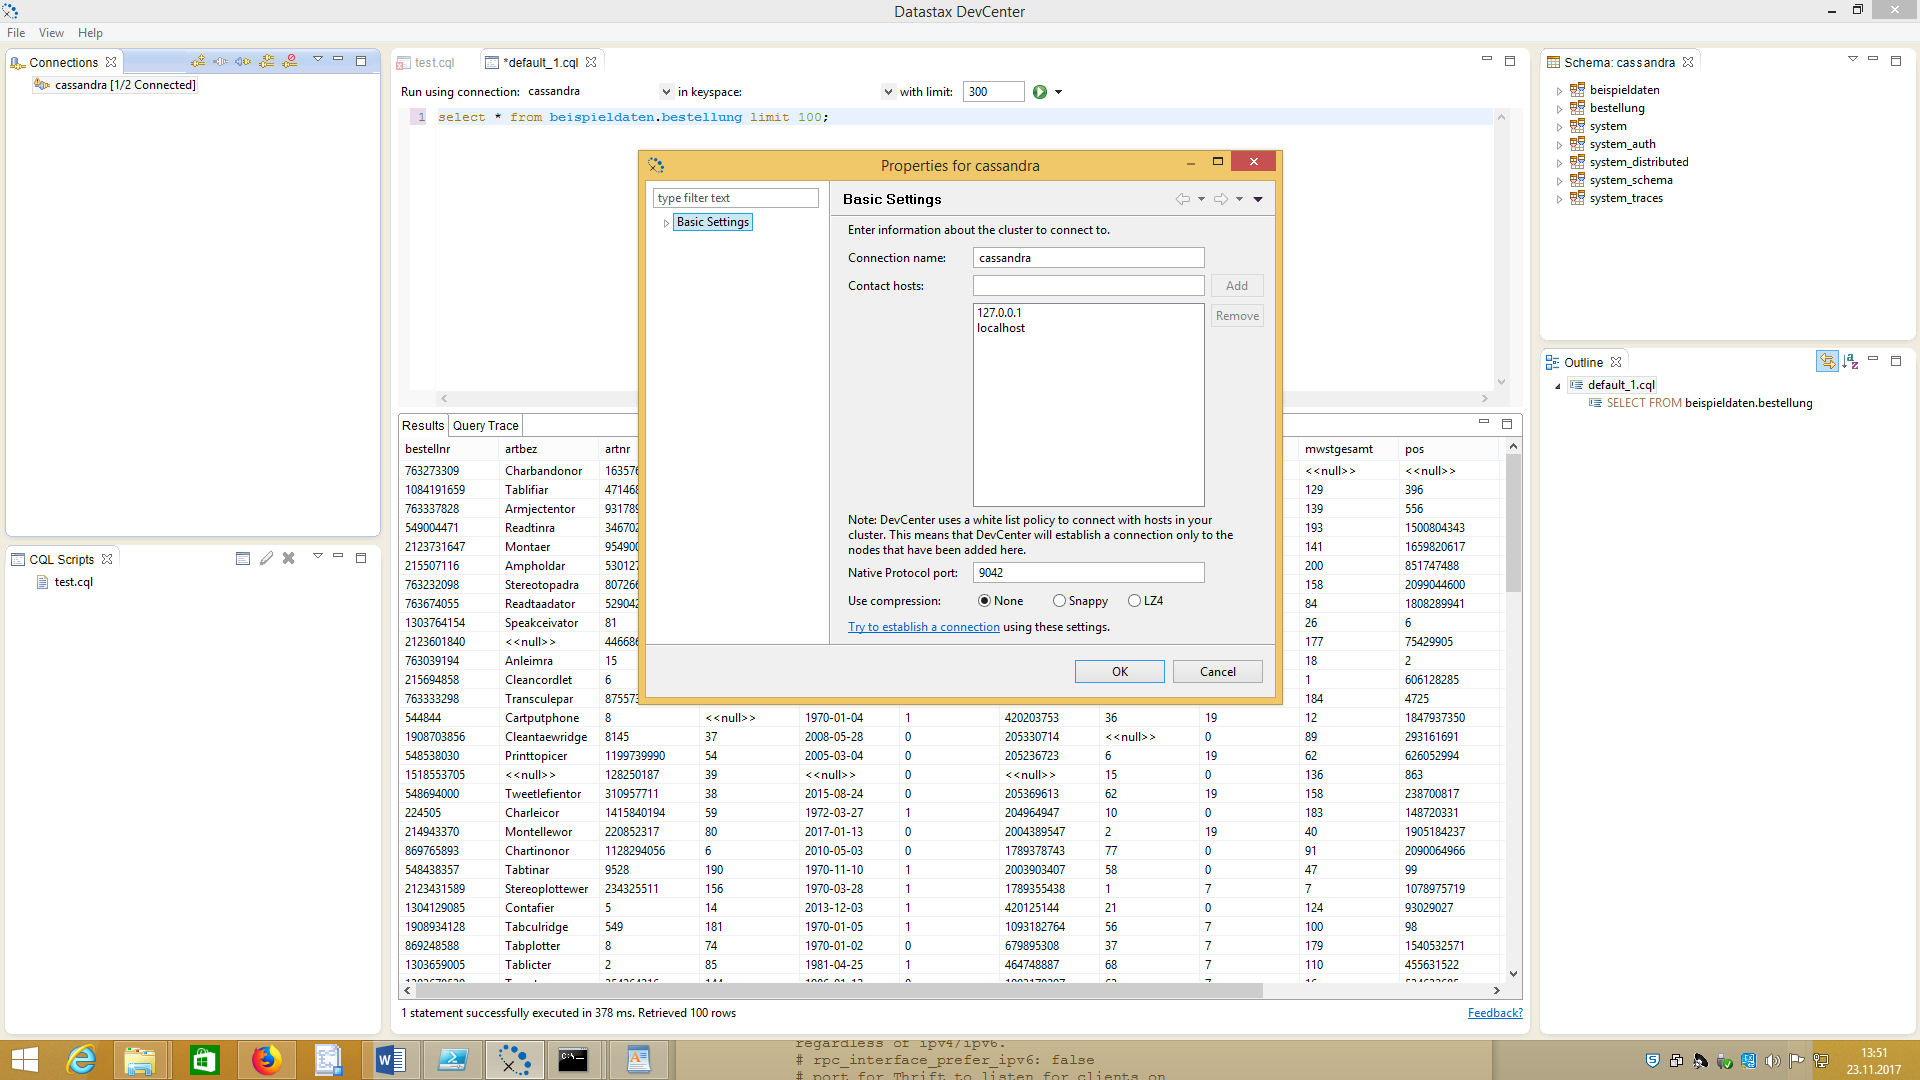 Datastax DevCenter
File View Help
Connections
cassandra [1/2 Connected]
test.cql
*default_1.cql
Run using connection: cassandra in keyspace: with limit: 300
1 select * from beispieldaten.bestellung limit 100;
Schema: cassandra
beispieldaten
bestellung
system
system_auth
system_distributed
system_schema
system_traces
Outline
default_1.cql
SELECT FROM beispieldaten.bestellung
CQL Scripts
test.cql
Properties for cassandra
type filter text
Basic Settings
Basic Settings
Enter information about the cluster to connect to.
Connection name: cassandra
Contact hosts: Add
127.0.0.1
localhost
Remove
Note: DevCenter uses a white list policy to connect with hosts in your
cluster. This means that DevCenter will establish a connection only to the
nodes that have been added here.
Native Protocol port: 9042
Use compression: None Snappy LZ4
Try to establish a connection using these settings.
OK Cancel
Results Query Trace
bestellnr artbez artnr mwstgesamt pos
763273309 Charbandonor 163576 <<null>> <<null>>
1084191659 Tablifiar 471468 129 396
763337828 Armjectentor 931789 139 556
549004471 Readtinra 346702 193 1500804343
2123731647 Montaer 954900 141 1659820617
215507116 Ampholdar 530127 200 851747488
763232098 Stereotopadra 807266 158 2099044600
763674055 Readtaadator 529042 84 1808289941
1303764154 Speakceivator 81 26 6
2123601840 <<null>> 446686 177 75429905
763039194 Anleimra 15 18 2
215694858 Cleancordlet 6 1 606128285
763333298 Transculepar 875573 184 4725
544844 Cartputphone 8 <<null>> 1970-01-04 1 420203753 36 19 12 1847937350
1908703856 Cleantaewridge 8145 37 2008-05-28 0 205330714 <<null>> 0 89 293161691
548538030 Printtopicer 1199739990 54 2005-03-04 0 205236723 6 19 62 626052994
1518553705 <<null>> 128250187 39 <<null>> 0 <<null>> 15 0 136 863
548694000 Tweetlefientor 310957711 38 2015-08-24 0 205369613 62 19 158 238700817
224505 Charleicor 1415840194 59 1972-03-27 1 204964947 10 0 183 148720331
214943370 Montellewor 220852317 80 2017-01-13 0 2004389547 2 19 40 1905184237
869765893 Chartinonor 1128294056 6 2010-05-03 0 1789378743 77 0 91 2090064966
548438357 Tabtinar 9528 190 1970-11-10 1 2003903407 58 0 47 99
2123431589 Stereoplottewer 234325511 156 1970-03-28 1 1789355438 1 7 7 1078975719
1304129085 Contafier 5 14 2013-12-03 1 420125144 21 0 124 93029027
1908934128 Tabculridge 549 181 1970-01-05 1 1093182764 56 7 100 98
869248588 Tabplotter 8 74 1970-01-02 0 679895308 37 7 179 1540532571
1303659005 Tablicter 2 85 1981-04-25 1 464748887 68 7 110 455631522
1 statement successfully executed in 378 ms. Retrieved 100 rows
Feedback?
regardless of ipv4/ipv6.
# rpc_interface_prefer_ipv6: false
# port for Thrift to listen for clients on
13:51
23.11.2017